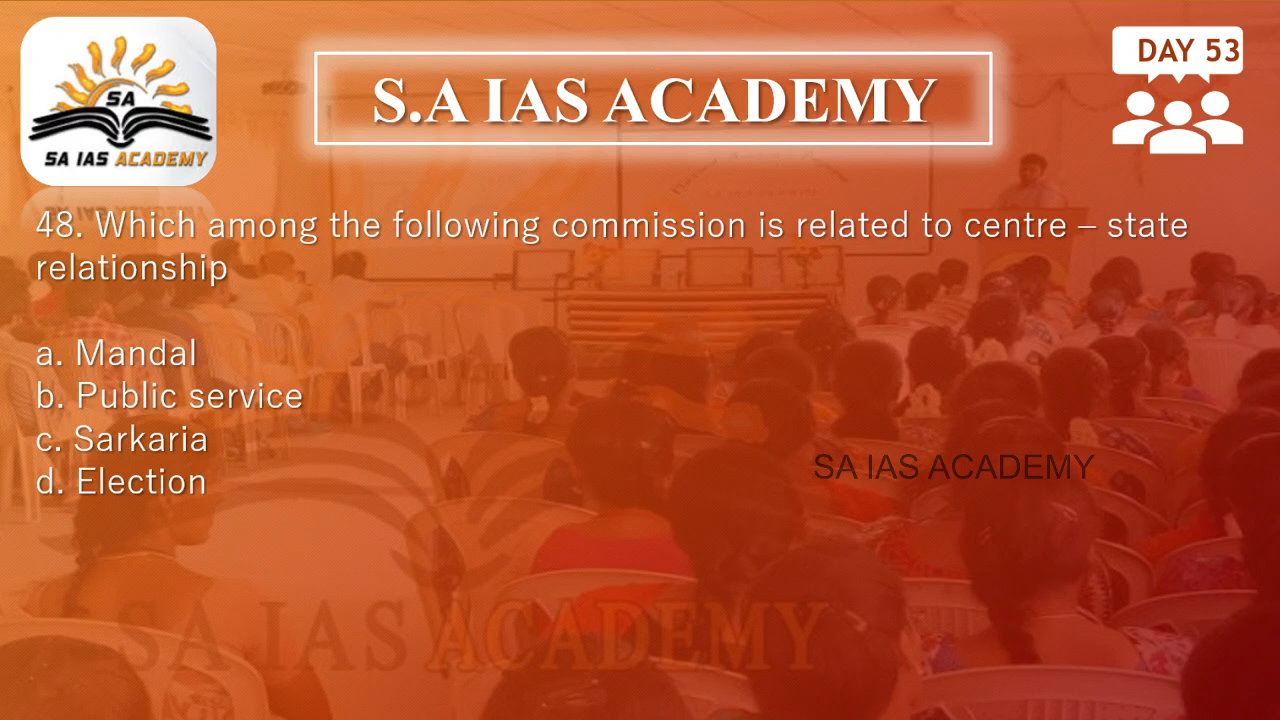 SA
SA IAS ACADEMY
S.A IAS ACADEMY
DAY 53
48. Which among the following commission is related to centre – state
relationship
a. Mandal
b. Public service
c. Sarkaria
d. Election
SA IAS ACADEMY
SA
SA IAS ACADEMY